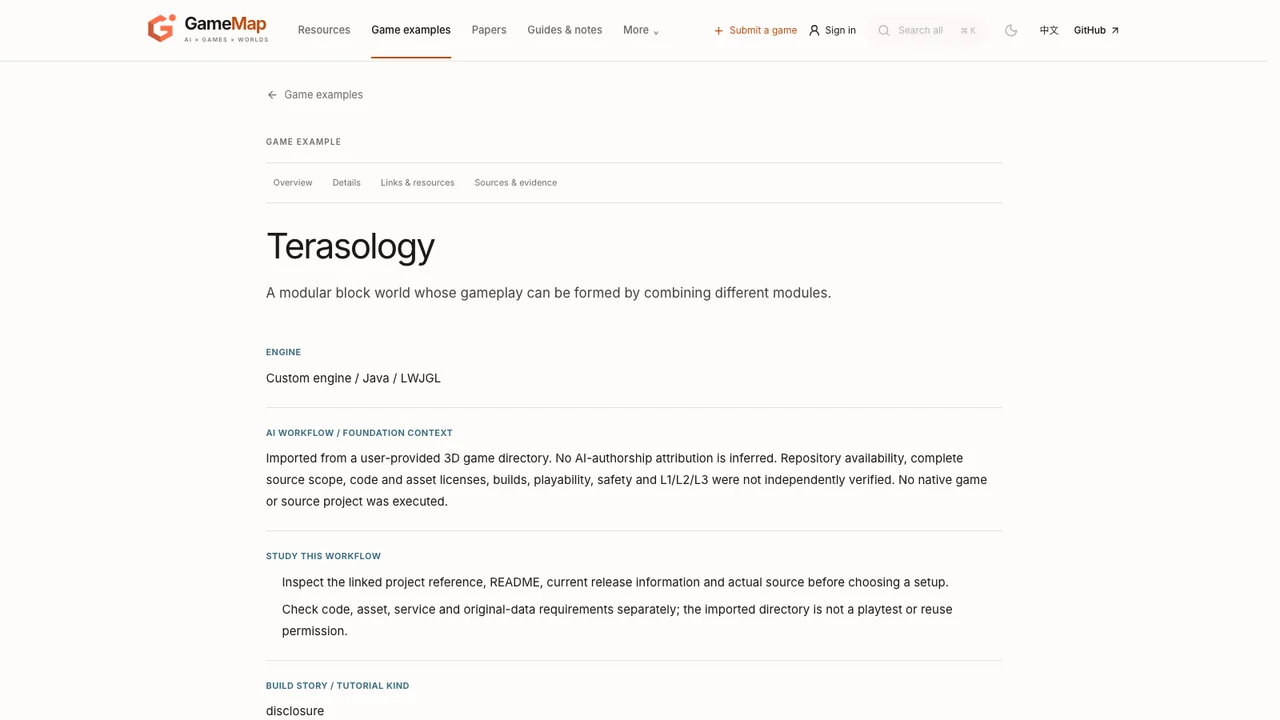 GameMap
AI × GAMES × WORLDS
Resources
Game examples
Papers
Guides & notes
More
Submit a game
Sign in
Search all
⌘ K
中文
GitHub ↗
← Game examples
GAME EXAMPLE
Overview
Details
Links & resources
Sources & evidence
Terasology
A modular block world whose gameplay can be formed by combining different modules.
ENGINE
Custom engine / Java / LWJGL
AI WORKFLOW / FOUNDATION CONTEXT
Imported from a user-provided 3D game directory. No AI-authorship attribution is inferred. Repository availability, complete
source scope, code and asset licenses, builds, playability, safety and L1/L2/L3 were not independently verified. No native game
or source project was executed.
STUDY THIS WORKFLOW
Inspect the linked project reference, README, current release information and actual source before choosing a setup.
Check code, asset, service and original-data requirements separately; the imported directory is not a playtest or reuse
permission.
BUILD STORY / TUTORIAL KIND
disclosure